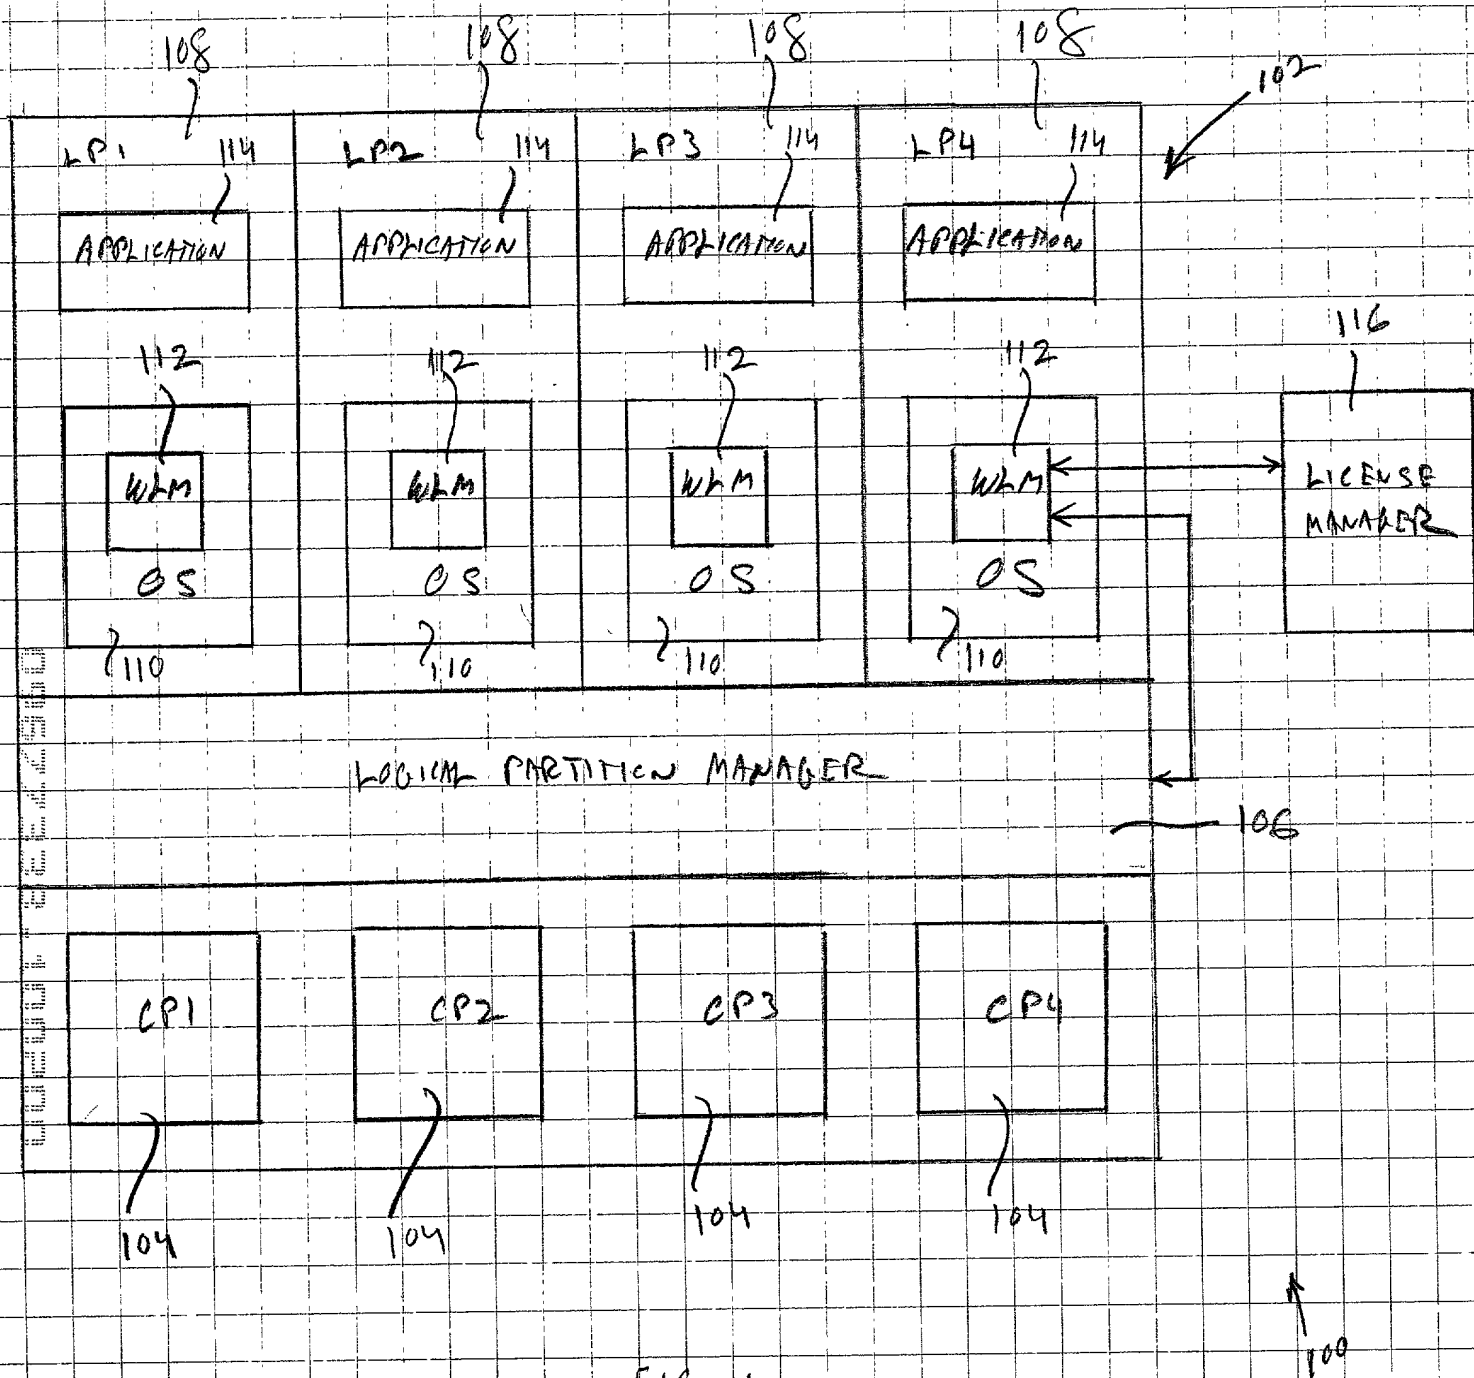 108 108 108 108
102
LP1 114 LP2 114 LP3 114 LP4 114
APPLICATION APPLICATION APPLICATION APPLICATION
116
112 112 112 112
WLM WLM WLM WLM
LICENSE
MANAGER
OS OS OS OS
110 110 110 110
LOGICAL PARTITION MANAGER
106
CP1 CP2 CP3 CP4
104 104 104 104
100